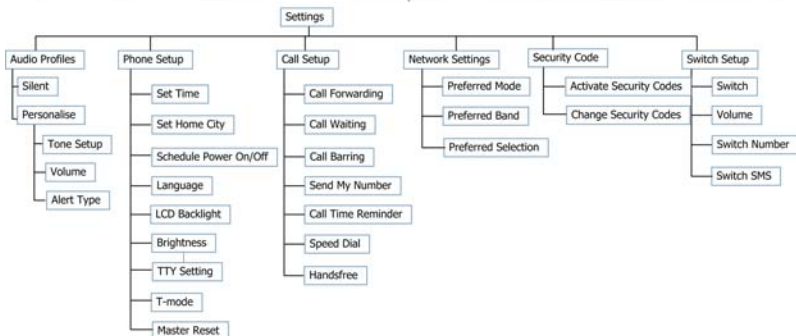 Settings
Audio Profiles
Silent
Personalise
Tone Setup
Volume
Alert Type
Phone Setup
Set Time
Set Home City
Schedule Power On/Off
Language
LCD Backlight
Brightness
TTY Setting
T-mode
Master Reset
Call Setup
Call Forwarding
Call Waiting
Call Barring
Send My Number
Call Time Reminder
Speed Dial
Handsfree
Network Settings
Preferred Mode
Preferred Band
Preferred Selection
Security Code
Activate Security Codes
Change Security Codes
Switch Setup
Switch
Volume
Switch Number
Switch SMS